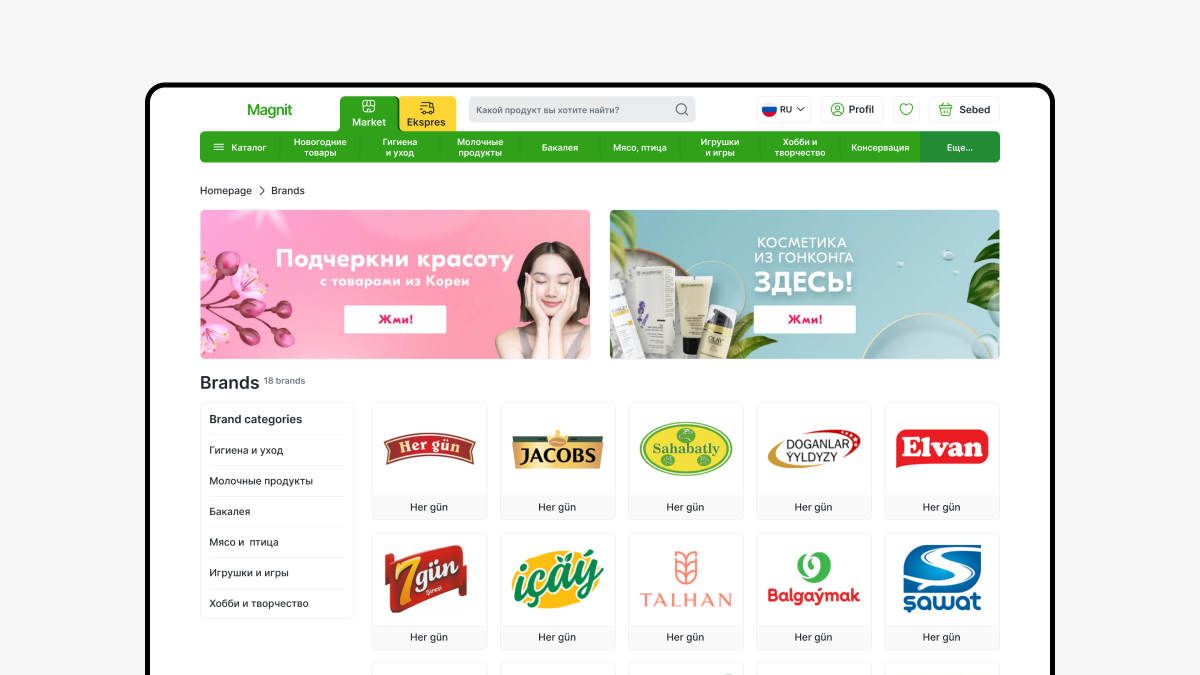 Magnit
Market
Ekspres
Какой продукт вы хотите найти?
RU
Profil
Sebed
Каталог
Новогодние
товары
Гигиена
и уход
Молочные
продукты
Бакалея
Мясо, птица
Игрушки
и игры
Хобби и
творчество
Консервация
Еще...
Homepage
Brands
Подчеркни красоту
с товарами из Кореи
Жми!
КОСМЕТИКА
ИЗ ГОНКОНГА
ЗДЕСЬ!
Жми!
OLAY
Brands
18 brands
Brand categories
Гигиена и уход
Молочные продукты
Бакалея
Мясо и птица
Игрушки и игры
Хобби и творчество
Her gün
JACOBS
Sahabatly
DOGANLAR
ÝYLDYZY
Elvan
Her gün
Her gün
Her gün
Her gün
Her gün
7gün
Şiresi
içäý
TALHAN
Balgaýmak
şawat
Her gün
Her gün
Her gün
Her gün
Her gün